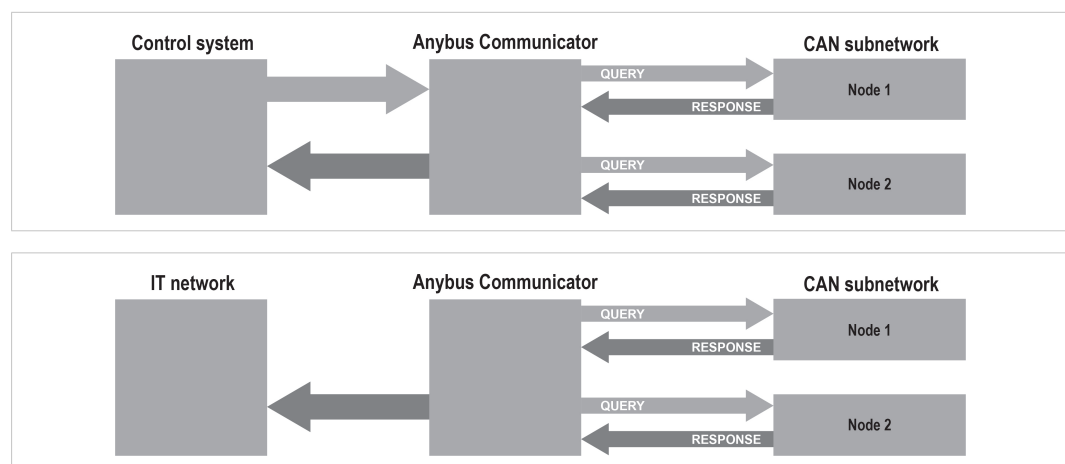 Control system
Anybus Communicator
CAN subnetwork
QUERY
Node 1
RESPONSE
QUERY
Node 2
RESPONSE
IT network
Anybus Communicator
CAN subnetwork
QUERY
Node 1
RESPONSE
QUERY
Node 2
RESPONSE